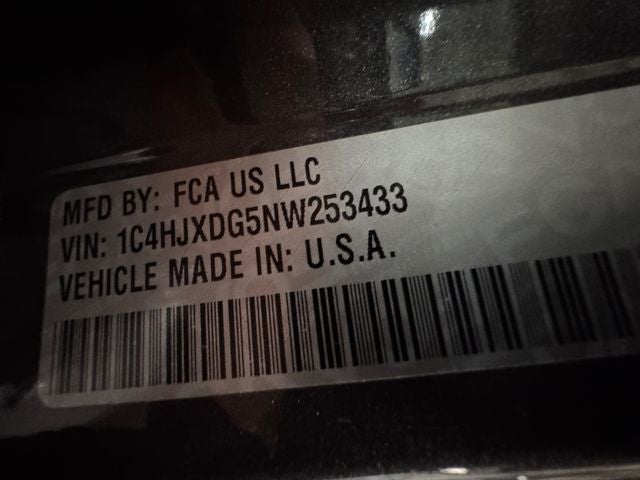 MFD BY: FCA US LLC
VIN: 1C4HJXDG5NW253433
VEHICLE MADE IN: U.S.A.